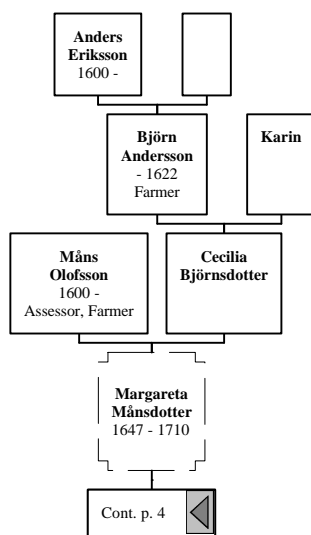 Anders
Eriksson
1600 -
Björn
Andersson
- 1622
Farmer
Karin
Måns
Olofsson
1600 -
Assessor, Farmer
Cecilia
Björnsdotter
Margareta
Månsdotter
1647 - 1710
Cont. p. 4